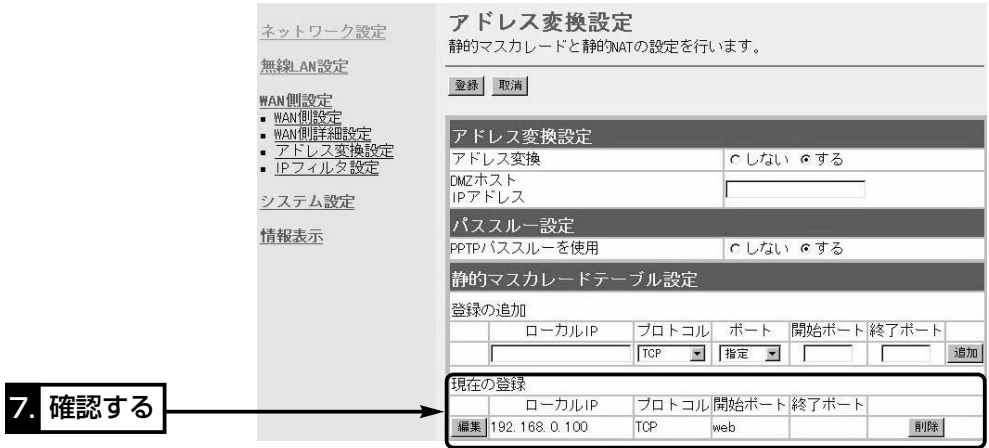 ネットワーク設定
無線LAN設定
WAN側設定
WAN側設定
WAN側詳細設定
アドレス変換設定
IPフィルタ設定
システム設定
情報表示
アドレス変換設定
静的マスカレードと静的NATの設定を行います。
登録 取消
アドレス変換設定
アドレス変換 しない する
DMZホスト
IPアドレス
パススルー設定
PPTPパススルーを使用 しない する
静的マスカレードテーブル設定
登録の追加
ローカルIP プロトコル ポート 開始ポート 終了ポート
TCP 指定 追加
現在の登録
ローカルIP プロトコル 開始ポート 終了ポート
編集 192.168.0.100 TCP web 削除
7. 確認する